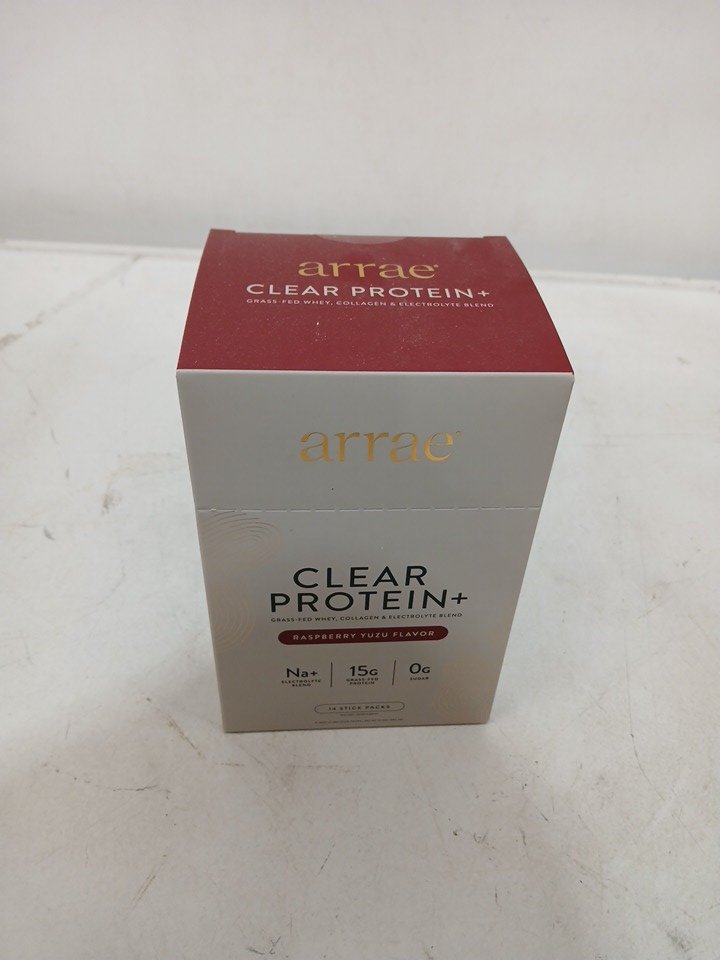 arrae
CLEAR PROTEIN+
GRASS-FED WHEY, COLLAGEN & ELECTROLYTE BLEND
arrae
CLEAR
PROTEIN+
GRASS-FED WHEY, COLLAGEN & ELECTROLYTE BLEND
RASPBERRY YUZU FLAVOR
Na+ 15G 0G
ELECTROLYTE GRASS-FED SUGAR
BLEND PROTEIN
14 STICK PACKS